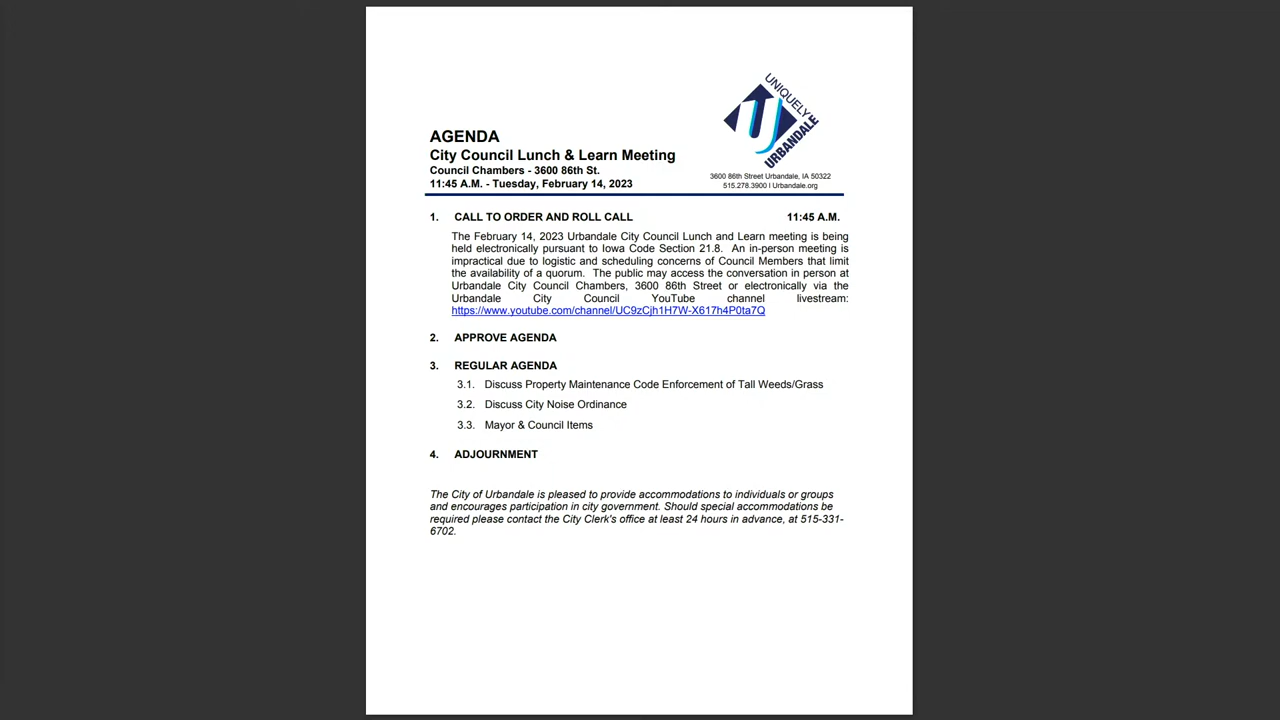 UNIQUELY
URBANDALE
AGENDA
City Council Lunch & Learn Meeting
Council Chambers - 3600 86th St.
11:45 A.M. - Tuesday, February 14, 2023
3600 86th Street Urbandale, IA 50322
515.278.3900 I Urbandale.org
1. CALL TO ORDER AND ROLL CALL 11:45 A.M.
The February 14, 2023 Urbandale City Council Lunch and Learn meeting is being
held electronically pursuant to Iowa Code Section 21.8. An in-person meeting is
impractical due to logistic and scheduling concerns of Council Members that limit
the availability of a quorum. The public may access the conversation in person at
Urbandale City Council Chambers, 3600 86th Street or electronically via the
Urbandale City Council YouTube channel livestream:
https://www.youtube.com/channel/UC9zCjh1H7W-X617h4P0ta7Q
2. APPROVE AGENDA
3. REGULAR AGENDA
3.1. Discuss Property Maintenance Code Enforcement of Tall Weeds/Grass
3.2. Discuss City Noise Ordinance
3.3. Mayor & Council Items
4. ADJOURNMENT
The City of Urbandale is pleased to provide accommodations to individuals or groups
and encourages participation in city government. Should special accommodations be
required please contact the City Clerk's office at least 24 hours in advance, at 515-331-
6702.